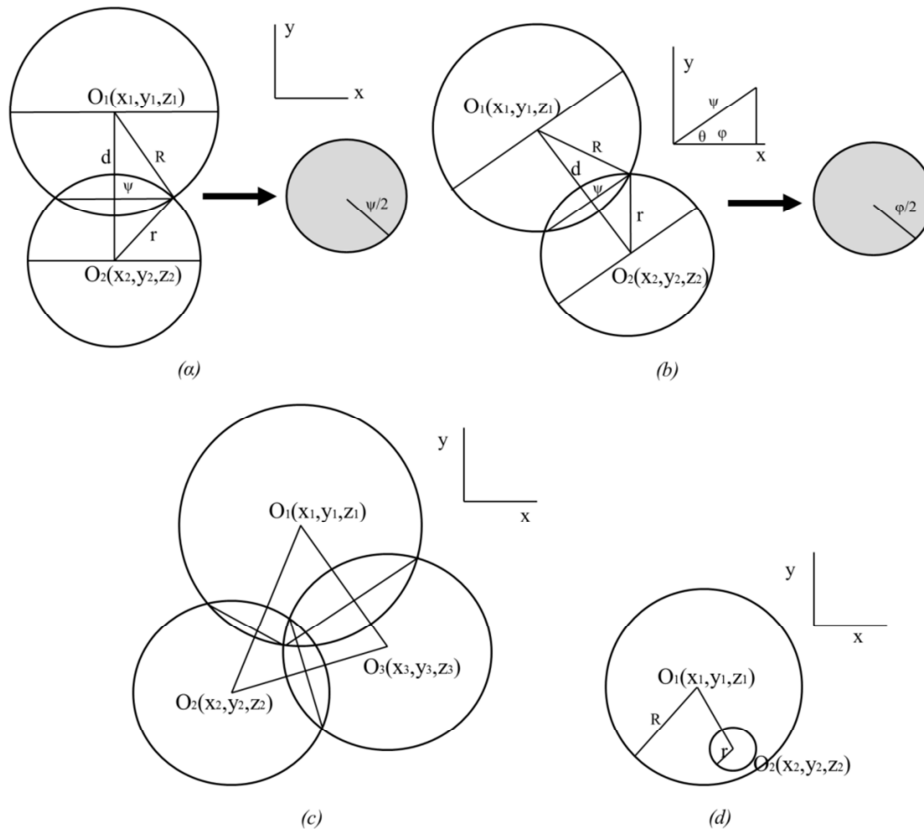 y
x
O₁(x₁,y₁,z₁)
d
R
ψ
r
O₂(x₂,y₂,z₂)
ψ/2
(α)
y
ψ
θ
φ
x
O₁(x₁,y₁,z₁)
R
d
ψ
r
O₂(x₂,y₂,z₂)
φ/2
(b)
y
x
O₁(x₁,y₁,z₁)
O₃(x₃,y₃,z₃)
O₂(x₂,y₂,z₂)
(c)
y
x
O₁(x₁,y₁,z₁)
R
r
O₂(x₂,y₂,z₂)
(d)